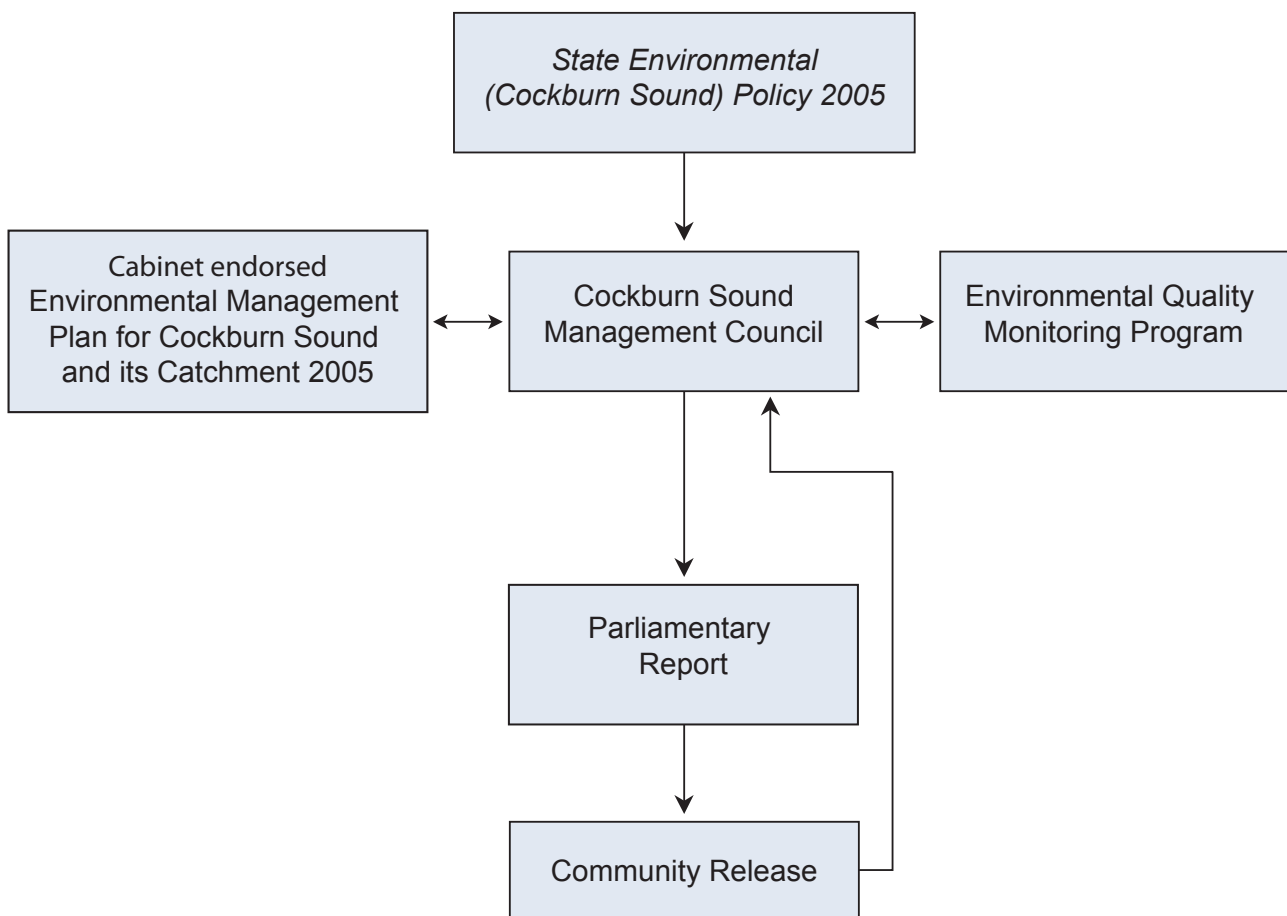 State Environmental
(Cockburn Sound) Policy 2005
Cabinet endorsed
Environmental Management
Plan for Cockburn Sound
and its Catchment 2005
Cockburn Sound
Management Council
Environmental Quality
Monitoring Program
Parliamentary
Report
Community Release